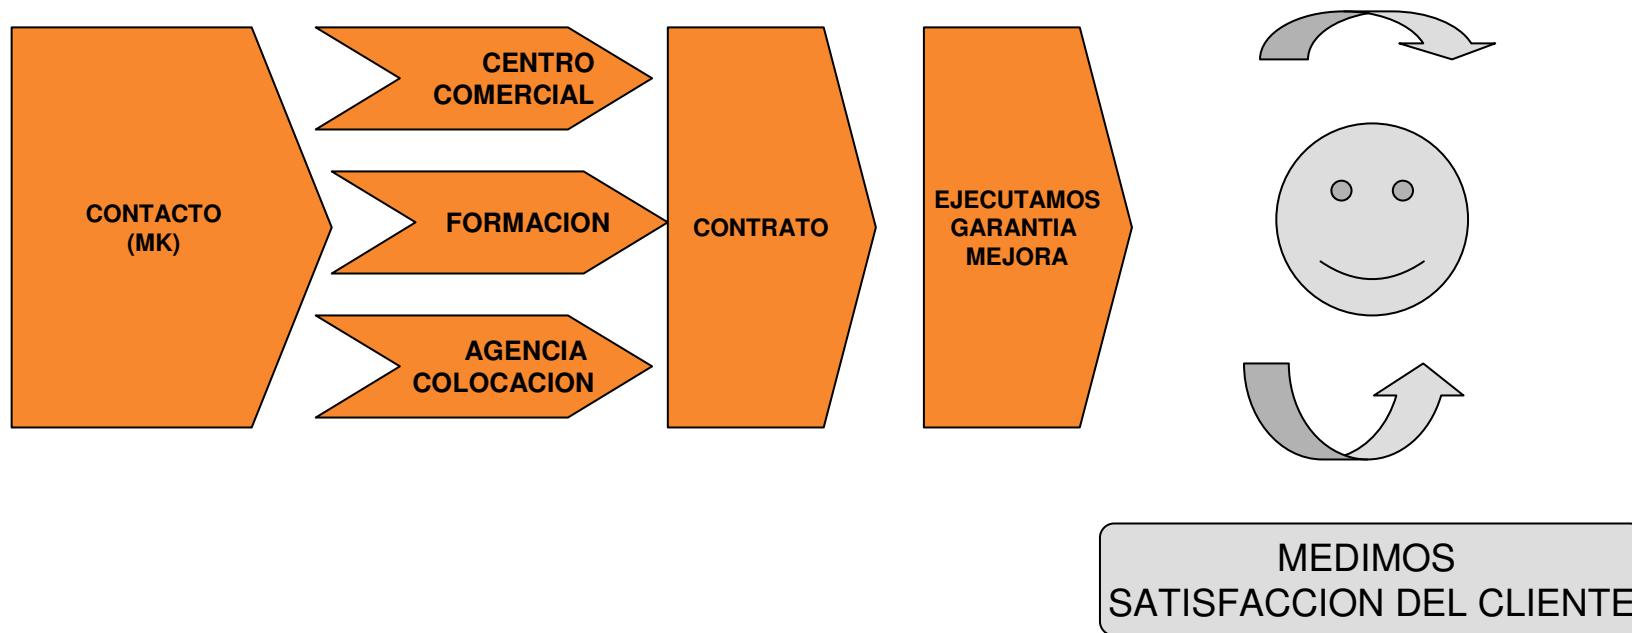 CONTACTO
(MK)
CENTRO
COMERCIAL
FORMACION
AGENCIA
COLOCACION
CONTRATO
EJECUTAMOS
GARANTIA
MEJORA
MEDIMOS
SATISFACCION DEL CLIENTE